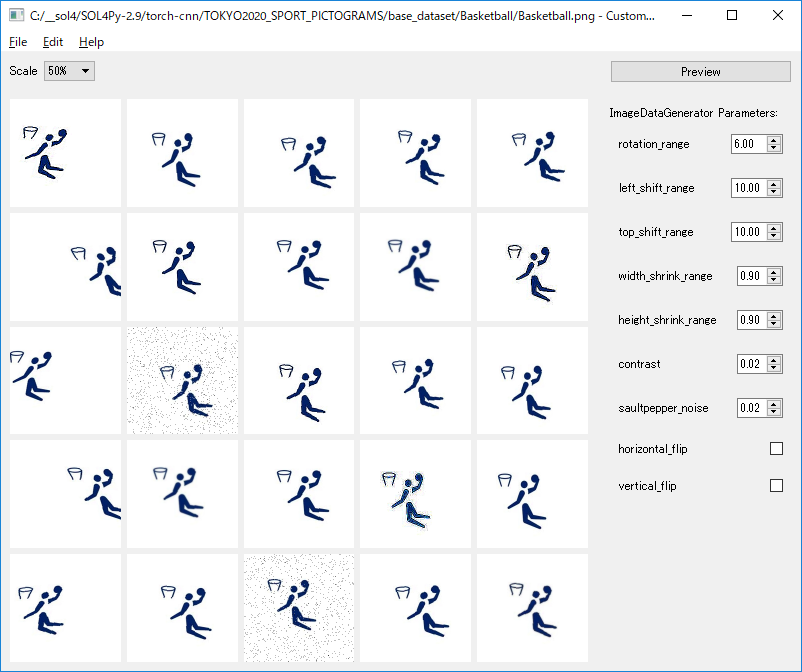 C:/__sol4/SOL4Py-2.9/torch-cnn/TOKYO2020_SPORT_PICTOGRAMS/base_dataset/Basketball/Basketball.png - Custom...
File Edit Help
Scale 50% Preview
ImageDataGenerator Parameters:
rotation_range 6.00
left_shift_range 10.00
top_shift_range 10.00
width_shrink_range 0.90
height_shrink_range 0.90
contrast 0.02
saultpepper_noise 0.02
horizontal_flip
vertical_flip